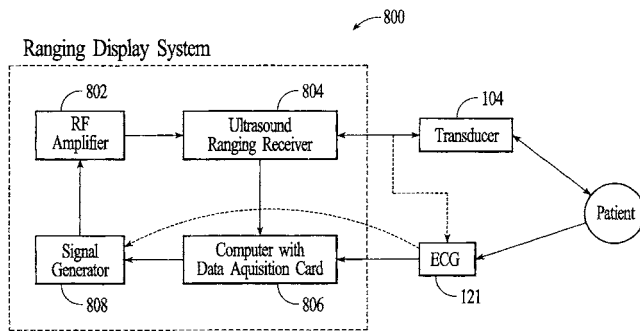 800
Ranging Display System
802
804
104
RF
Amplifier
Ultrasound
Ranging Receiver
Transducer
Patient
Signal
Generator
Computer with
Data Aquisition Card
ECG
808
806
121